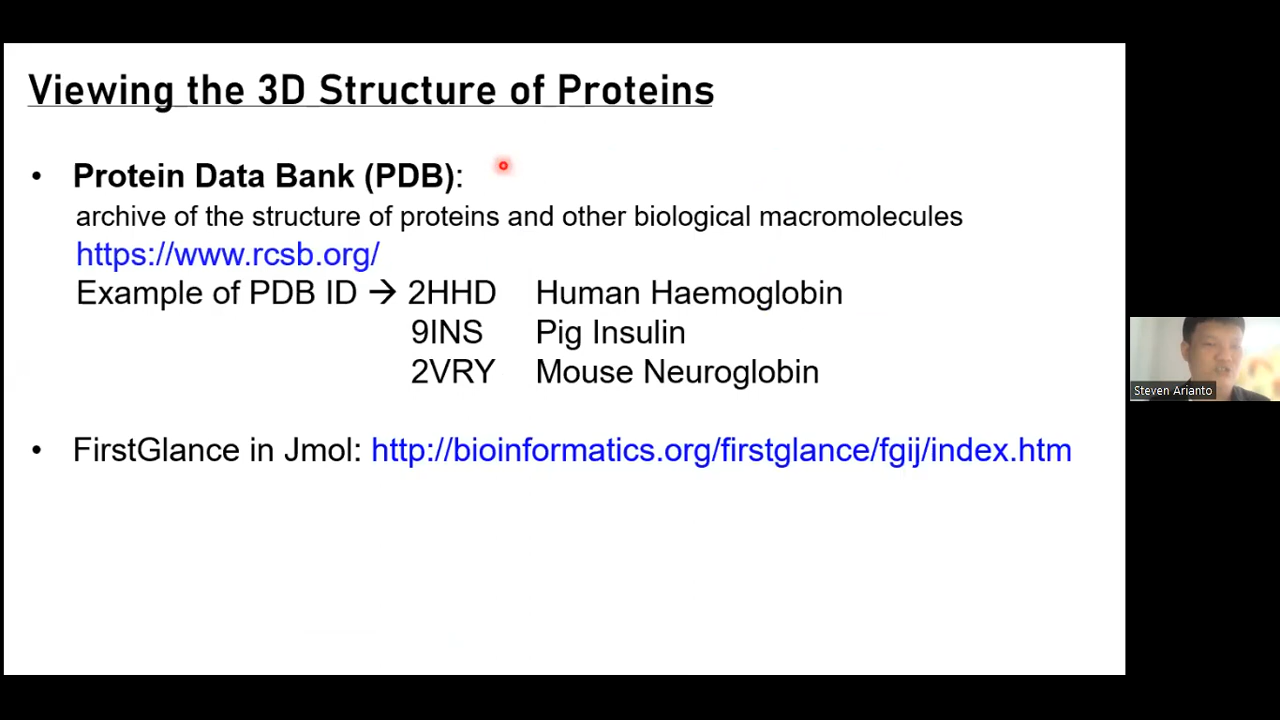 Viewing the 3D Structure of Proteins
• Protein Data Bank (PDB):
archive of the structure of proteins and other biological macromolecules
https://www.rcsb.org/
Example of PDB ID → 2HHD Human Haemoglobin
9INS Pig Insulin
2VRY Mouse Neuroglobin
• FirstGlance in Jmol: http://bioinformatics.org/firstglance/fgij/index.htm
Steven Arianto